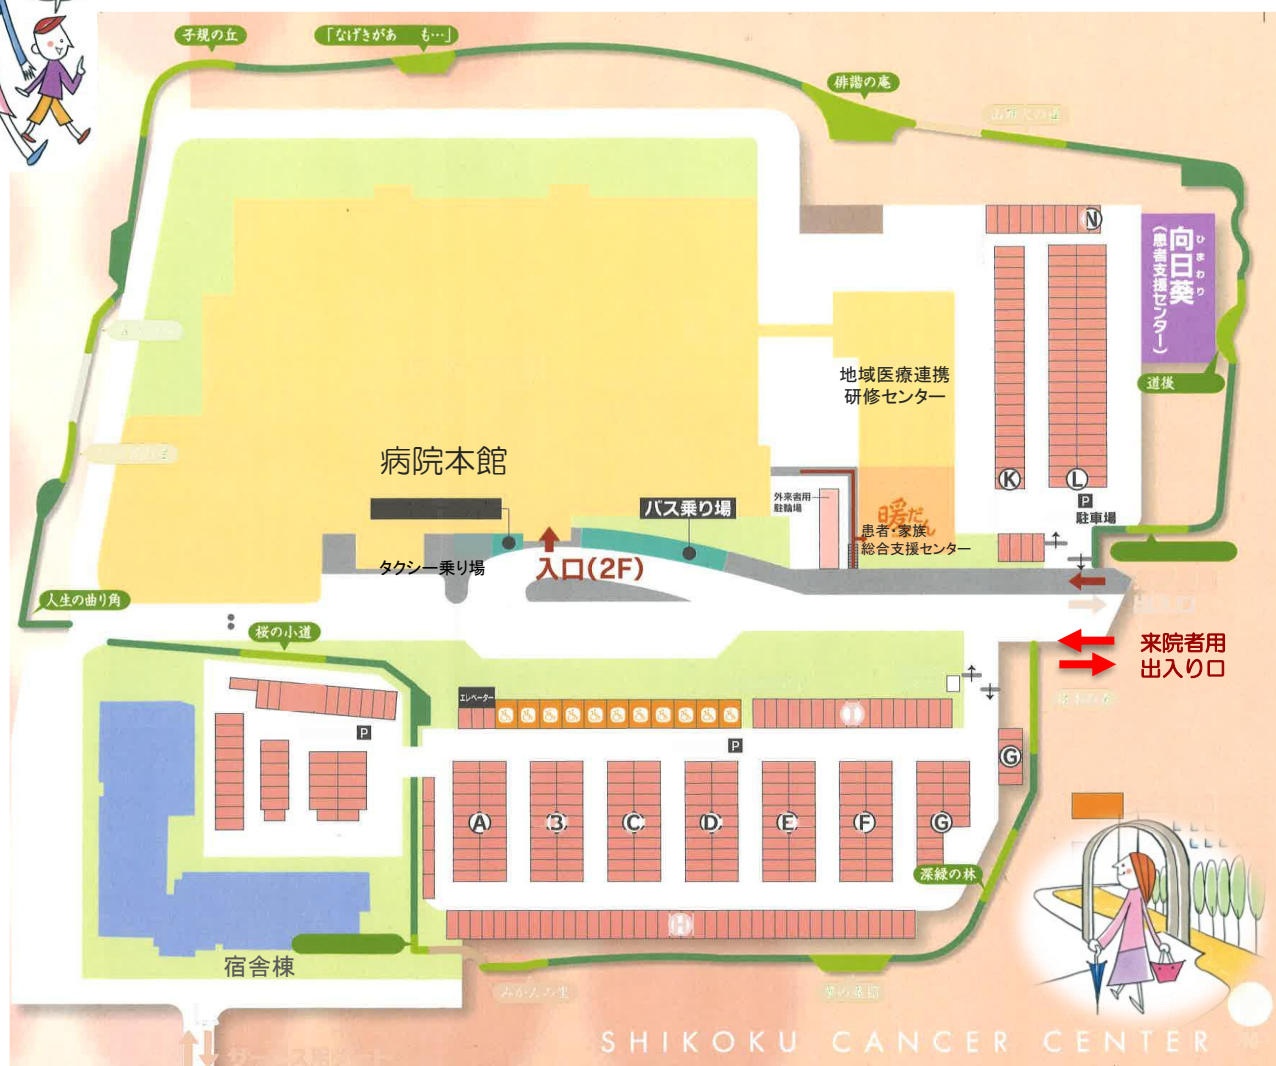 子規の丘
「なげきがあ　も…」
俳諧の庵
N
向日葵
ひまわり
(患者支援センター)
道後
地域医療連携
研修センター
病院本館
K
L
P
駐車場
外来者用
駐輪場
バス乗り場
暖だん
患者・家族
総合支援センター
タクシー乗り場
入口(2F)
人生の曲り角
桜の小道
来院者用
出入り口
エレベーター
P
P
I
G
A
B
C
D
E
F
G
深緑の林
H
宿舎棟
みかんの里
SHIKOKU CANCER CENTER